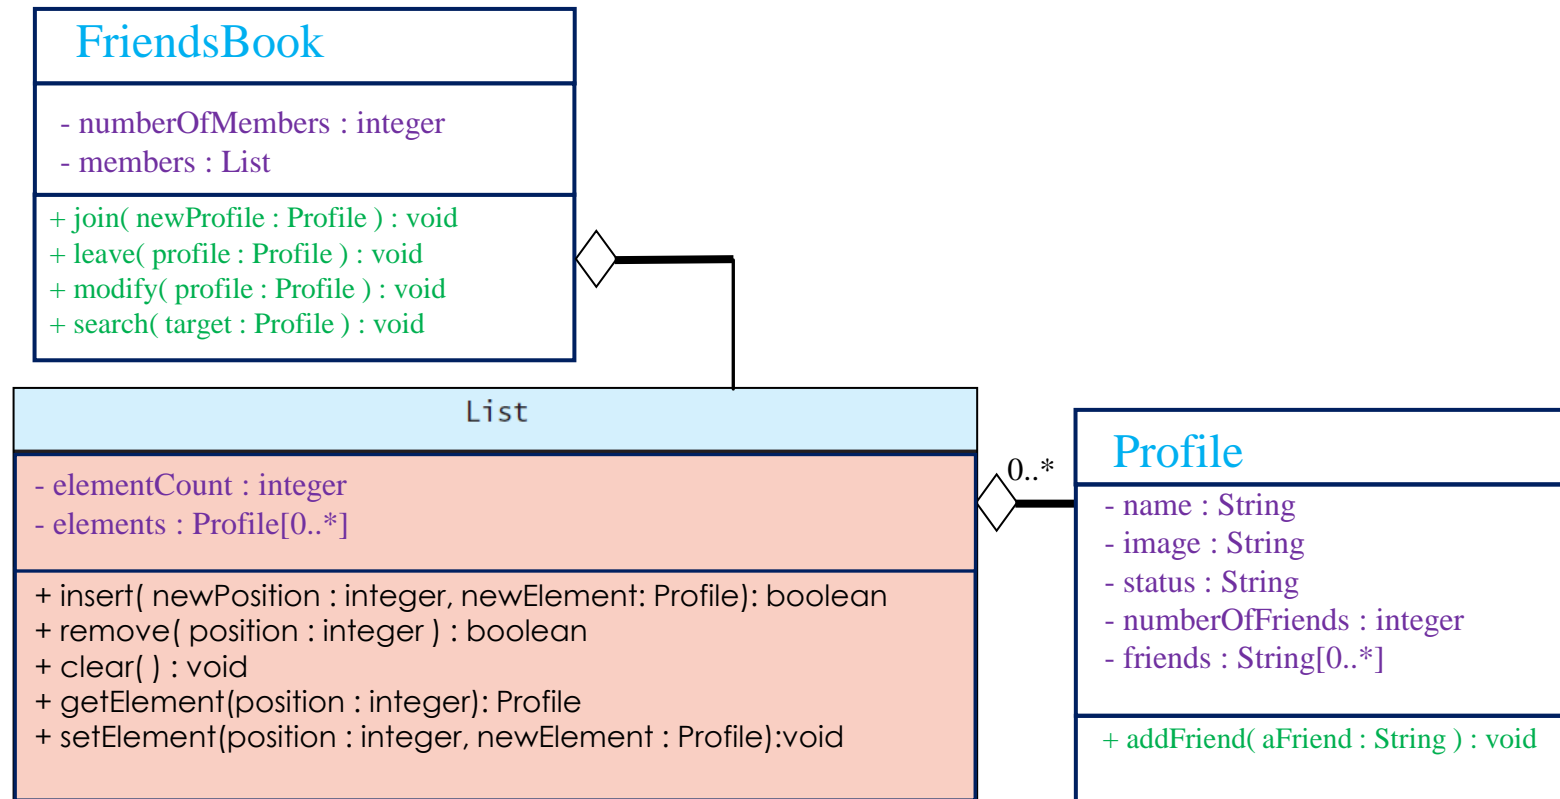 FriendsBook
- numberOfMembers : integer
- members : List
+ join( newProfile : Profile ) : void
+ leave( profile : Profile ) : void
+ modify( profile : Profile ) : void
+ search( target : Profile ) : void
List
- elementCount : integer
- elements : Profile[0..*]
+ insert( newPosition : integer, newElement: Profile): boolean
+ remove( position : integer ) : boolean
+ clear( ) : void
+ getElement(position : integer): Profile
+ setElement(position : integer, newElement : Profile):void
0..*
Profile
- name : String
- image : String
- status : String
- numberOfFriends : integer
- friends : String[0..*]
+ addFriend( aFriend : String ) : void